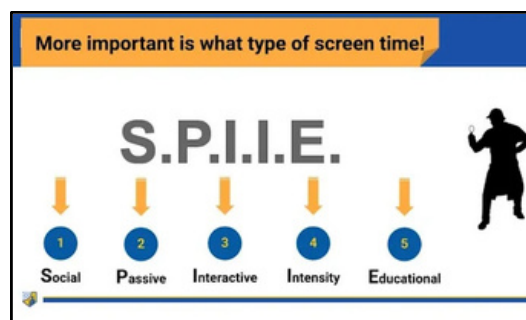 More important is what type of screen time!
S.P.I.I.E.
1 2 3 4 5
Social Passive Interactive Intensity Educational